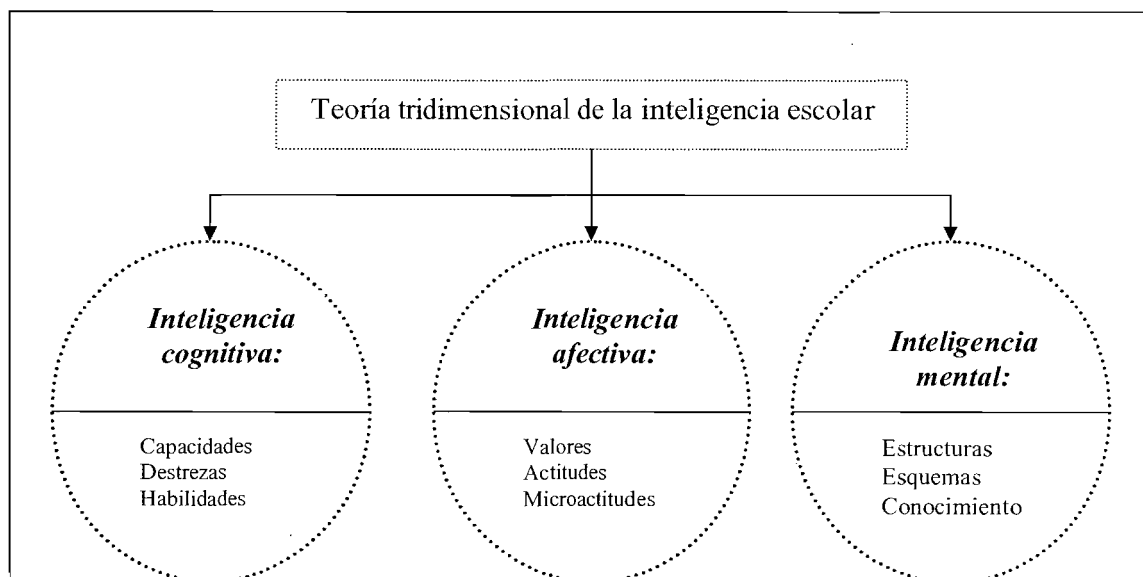 Teoría tridimensional de la inteligencia escolar
Inteligencia
cognitiva:
Capacidades
Destrezas
Habilidades
Inteligencia
afectiva:
Valores
Actitudes
Microactitudes
Inteligencia
mental:
Estructuras
Esquemas
Conocimiento